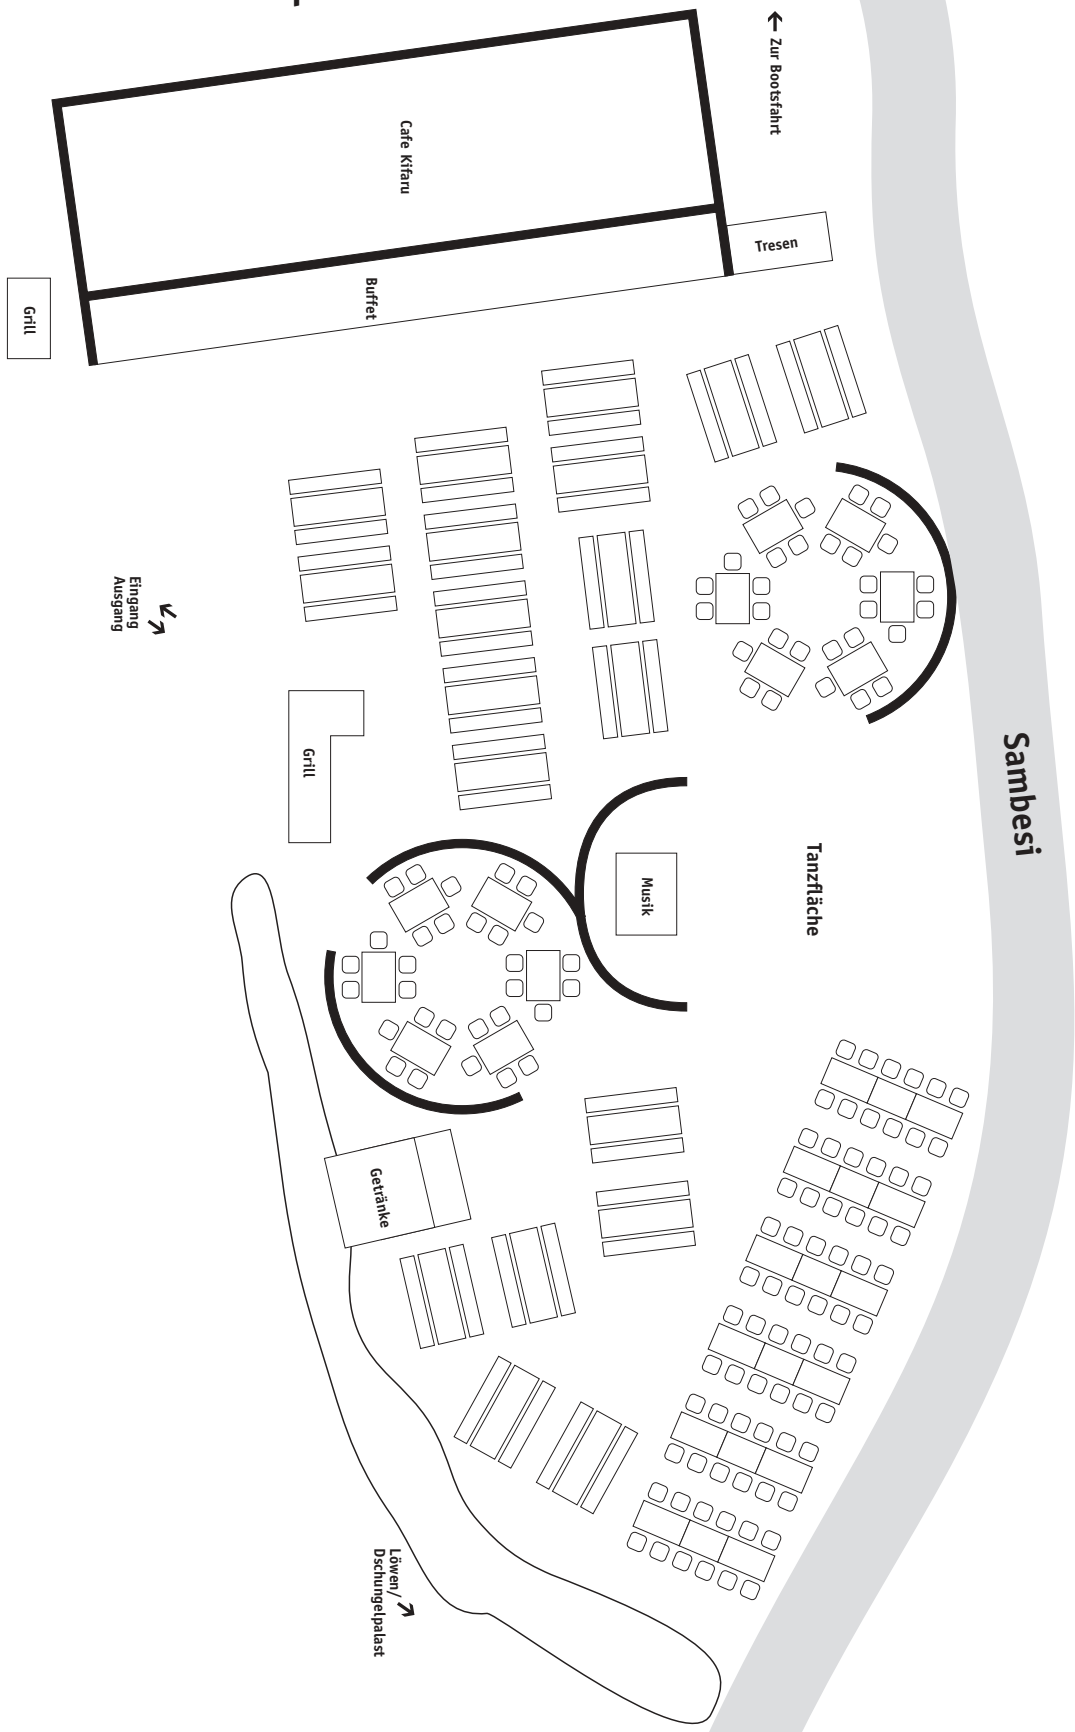 ← Zur Bootsfahrt
Cafe Kifaru
Tresen
Buffet
Grill
Eingang
Ausgang
Sambesi
Grill
Tanzfläche
Musik
Getränke
Löwen/
Dschungelpalast